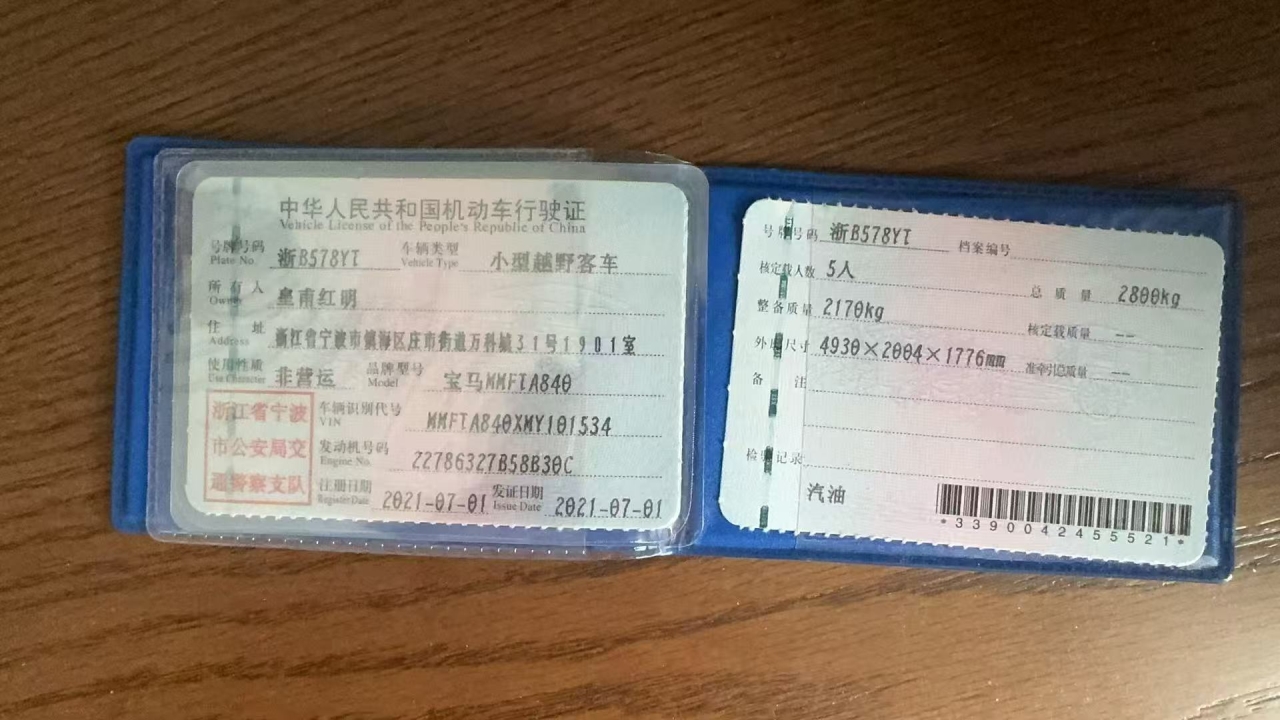 中华人民共和国机动车行驶证
Vehicle License of the People's Republic of China
号牌号码 浙B578YT 车辆类型 小型越野客车
Plate No. Vehicle Type
所有人 皇甫红明
Owner
住址 浙江省宁波市镇海区庄市街道万科城31号1901室
Address
使用性质 非营运 品牌型号 宝马WMFTA840
Use Character Model
浙江省宁波
市公安局交
通警察支队
车辆识别代号
VIN
发动机号码 22786327B58B30C
Engine No.
注册日期 2021-07-01 发证日期 2021-07-01
Register Date Issue Date
号牌号码 浙B578YT 档案编号
核定载人数 5人 总质量 2800kg
整备质量 2170kg 核定载质量 --
外廓尺寸 4930×2004×1776mm 准牵引总质量 --
备注
检验记录
汽油
*3390042455521*